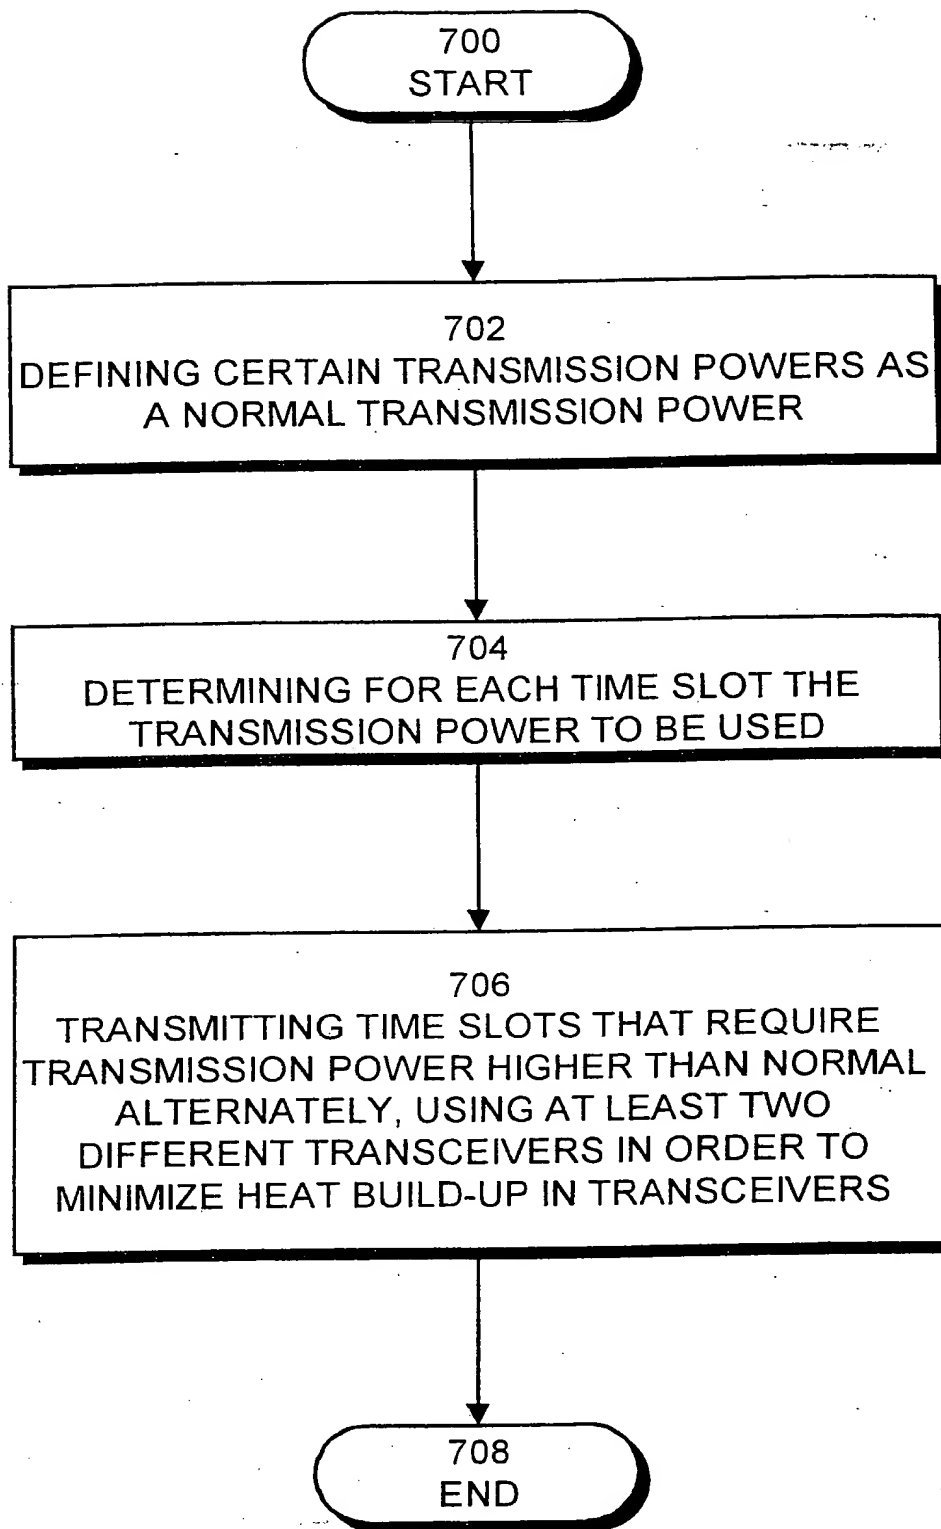 700
START
702
DEFINING CERTAIN TRANSMISSION POWERS AS
A NORMAL TRANSMISSION POWER
704
DETERMINING FOR EACH TIME SLOT THE
TRANSMISSION POWER TO BE USED
706
TRANSMITTING TIME SLOTS THAT REQUIRE
TRANSMISSION POWER HIGHER THAN NORMAL
ALTERNATELY, USING AT LEAST TWO
DIFFERENT TRANSCEIVERS IN ORDER TO
MINIMIZE HEAT BUILD-UP IN TRANSCEIVERS
708
END